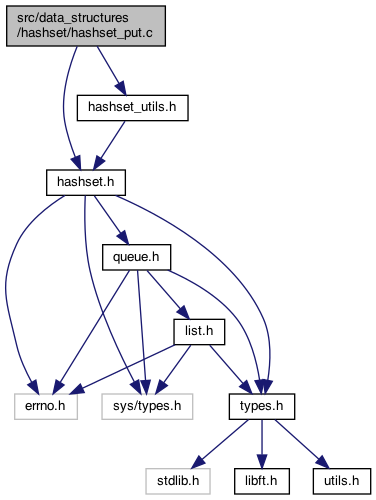 src/data_structures
/hashset/hashset_put.c
hashset_utils.h
hashset.h
queue.h
list.h
errno.h
sys/types.h
types.h
stdlib.h
libft.h
utils.h